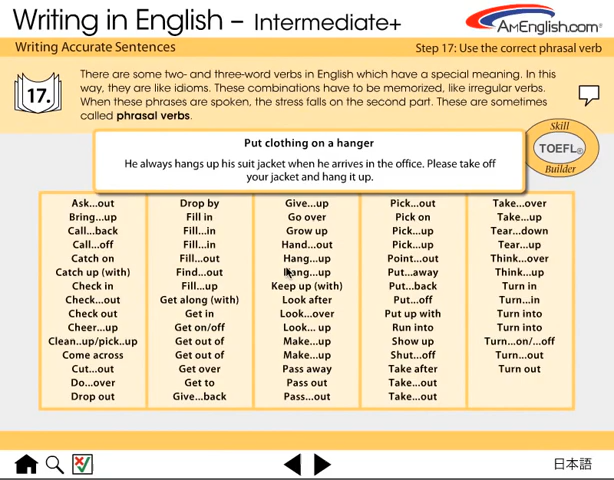 Writing in English – Intermediate+
AmEnglish.com®
Writing Accurate Sentences
Step 17: Use the correct phrasal verb
17.
There are some two- and three-word verbs in English which have a special meaning. In this
way, they are like idioms. These combinations have to be memorized, like irregular verbs.
When these phrases are spoken, the stress falls on the second part. These are sometimes
called phrasal verbs.
Skill
TOEFL®
Builder
Put clothing on a hanger
He always hangs up his suit jacket when he arrives in the office. Please take off
your jacket and hang it up.
Ask...out
Bring...up
Call...back
Call...off
Catch on
Catch up (with)
Check in
Check...out
Check out
Cheer...up
Clean..up/pick..up
Come across
Cut...out
Do...over
Drop out
Drop by
Fill in
Fill...in
Fill...in
Fill...out
Find...out
Fill...up
Get along (with)
Get in
Get on/off
Get out of
Get out of
Get over
Get to
Give...back
Give...up
Go over
Grow up
Hand...out
Hang...up
Hang...up
Keep up (with)
Look after
Look...over
Look... up
Make...up
Make...up
Pass away
Pass out
Pass...out
Pick...out
Pick on
Pick...up
Pick...up
Point...out
Put...away
Put...back
Put...off
Put up with
Run into
Show up
Shut...off
Take after
Take...out
Take...out
Take...over
Take...up
Tear...down
Tear...up
Think...over
Think...up
Turn in
Turn...in
Turn into
Turn into
Turn...on/...off
Turn...out
Turn out
日本語